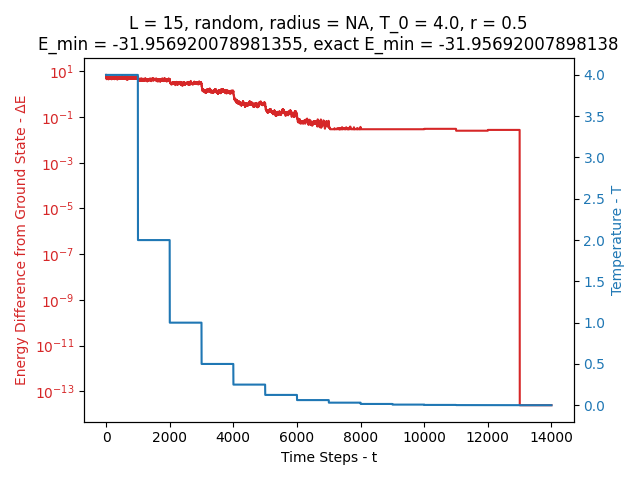 L = 15, random, radius = NA, T_0 = 4.0, r = 0.5
E_min = -31.956920078981355, exact E_min = -31.95692007898138
Energy Difference from Ground State - ΔE
10^1
10^-1
10^-3
10^-5
10^-7
10^-9
10^-11
10^-13
4.0
3.5
3.0
2.5
2.0
1.5
1.0
0.5
0.0
Temperature - T
0 2000 4000 6000 8000 10000 12000 14000
Time Steps - t